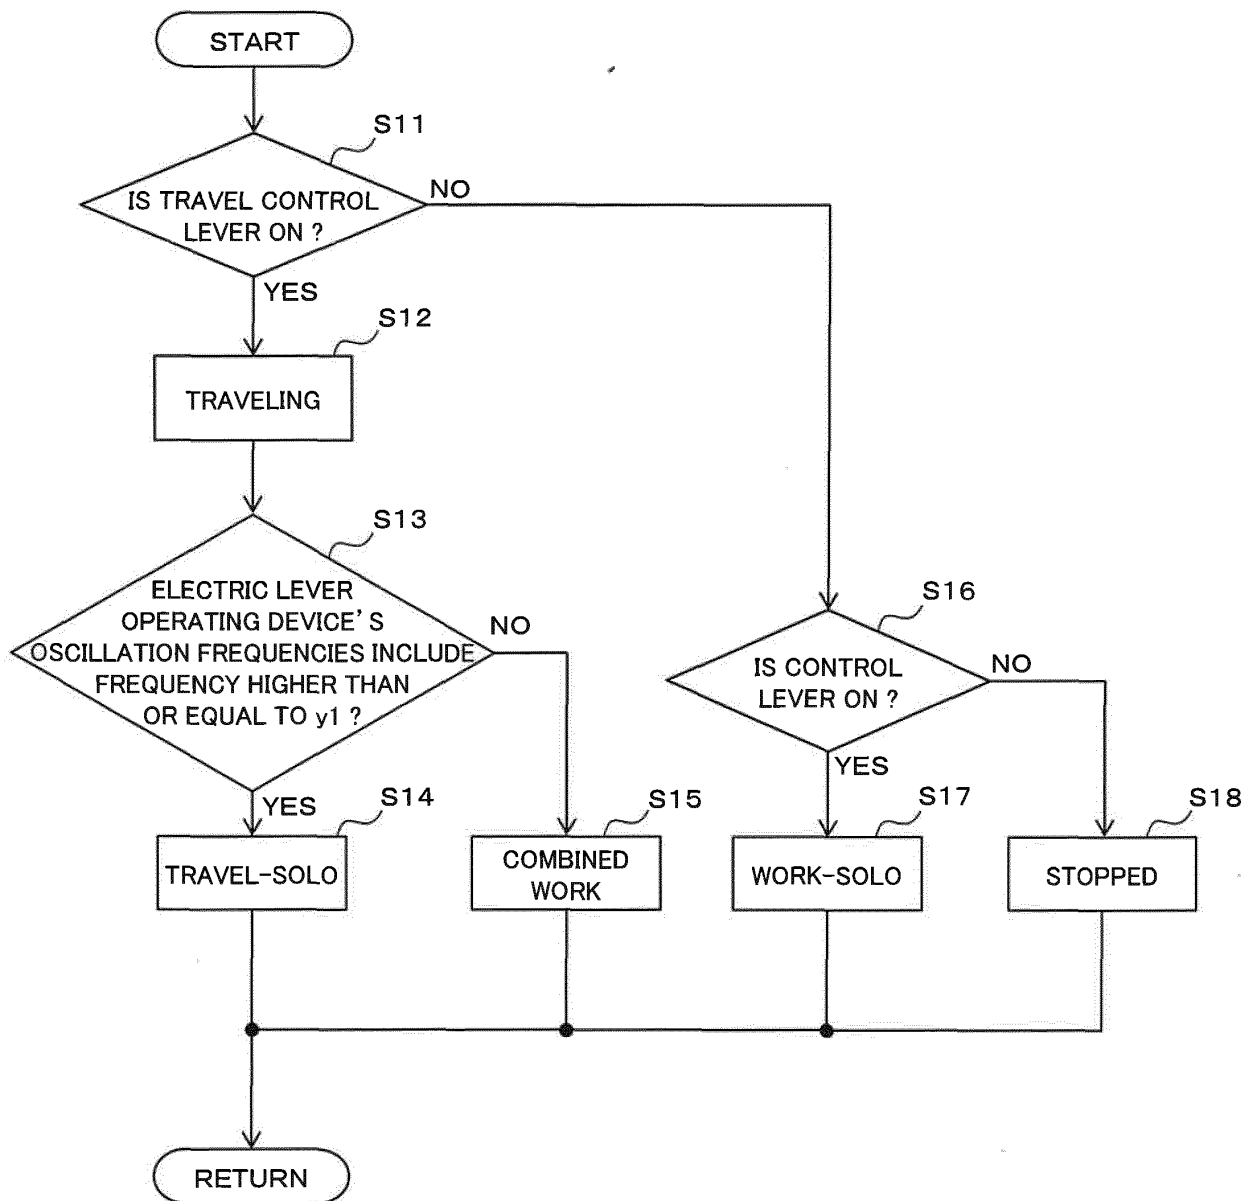 START
S11
IS TRAVEL CONTROL
LEVER ON ?
NO
YES
S12
TRAVELING
S13
ELECTRIC LEVER
OPERATING DEVICE'S
OSCILLATION FREQUENCIES INCLUDE
FREQUENCY HIGHER THAN
OR EQUAL TO y1 ?
NO
YES
S14
TRAVEL-SOLO
S15
COMBINED
WORK
S16
IS CONTROL
LEVER ON ?
NO
YES
S17
WORK-SOLO
S18
STOPPED
RETURN